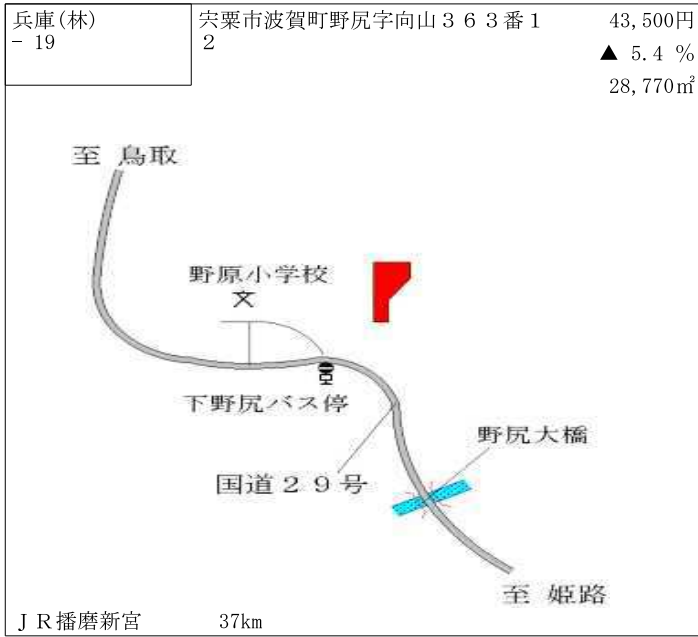 兵庫(林)
- 19
宍粟市波賀町野尻字向山３６３番１
２
43,500円
▲ 5.4 %
28,770㎡
至 鳥取
野原小学校
文
下野尻バス停
野尻大橋
国道２９号
至 姫路
ＪＲ播磨新宮 37km